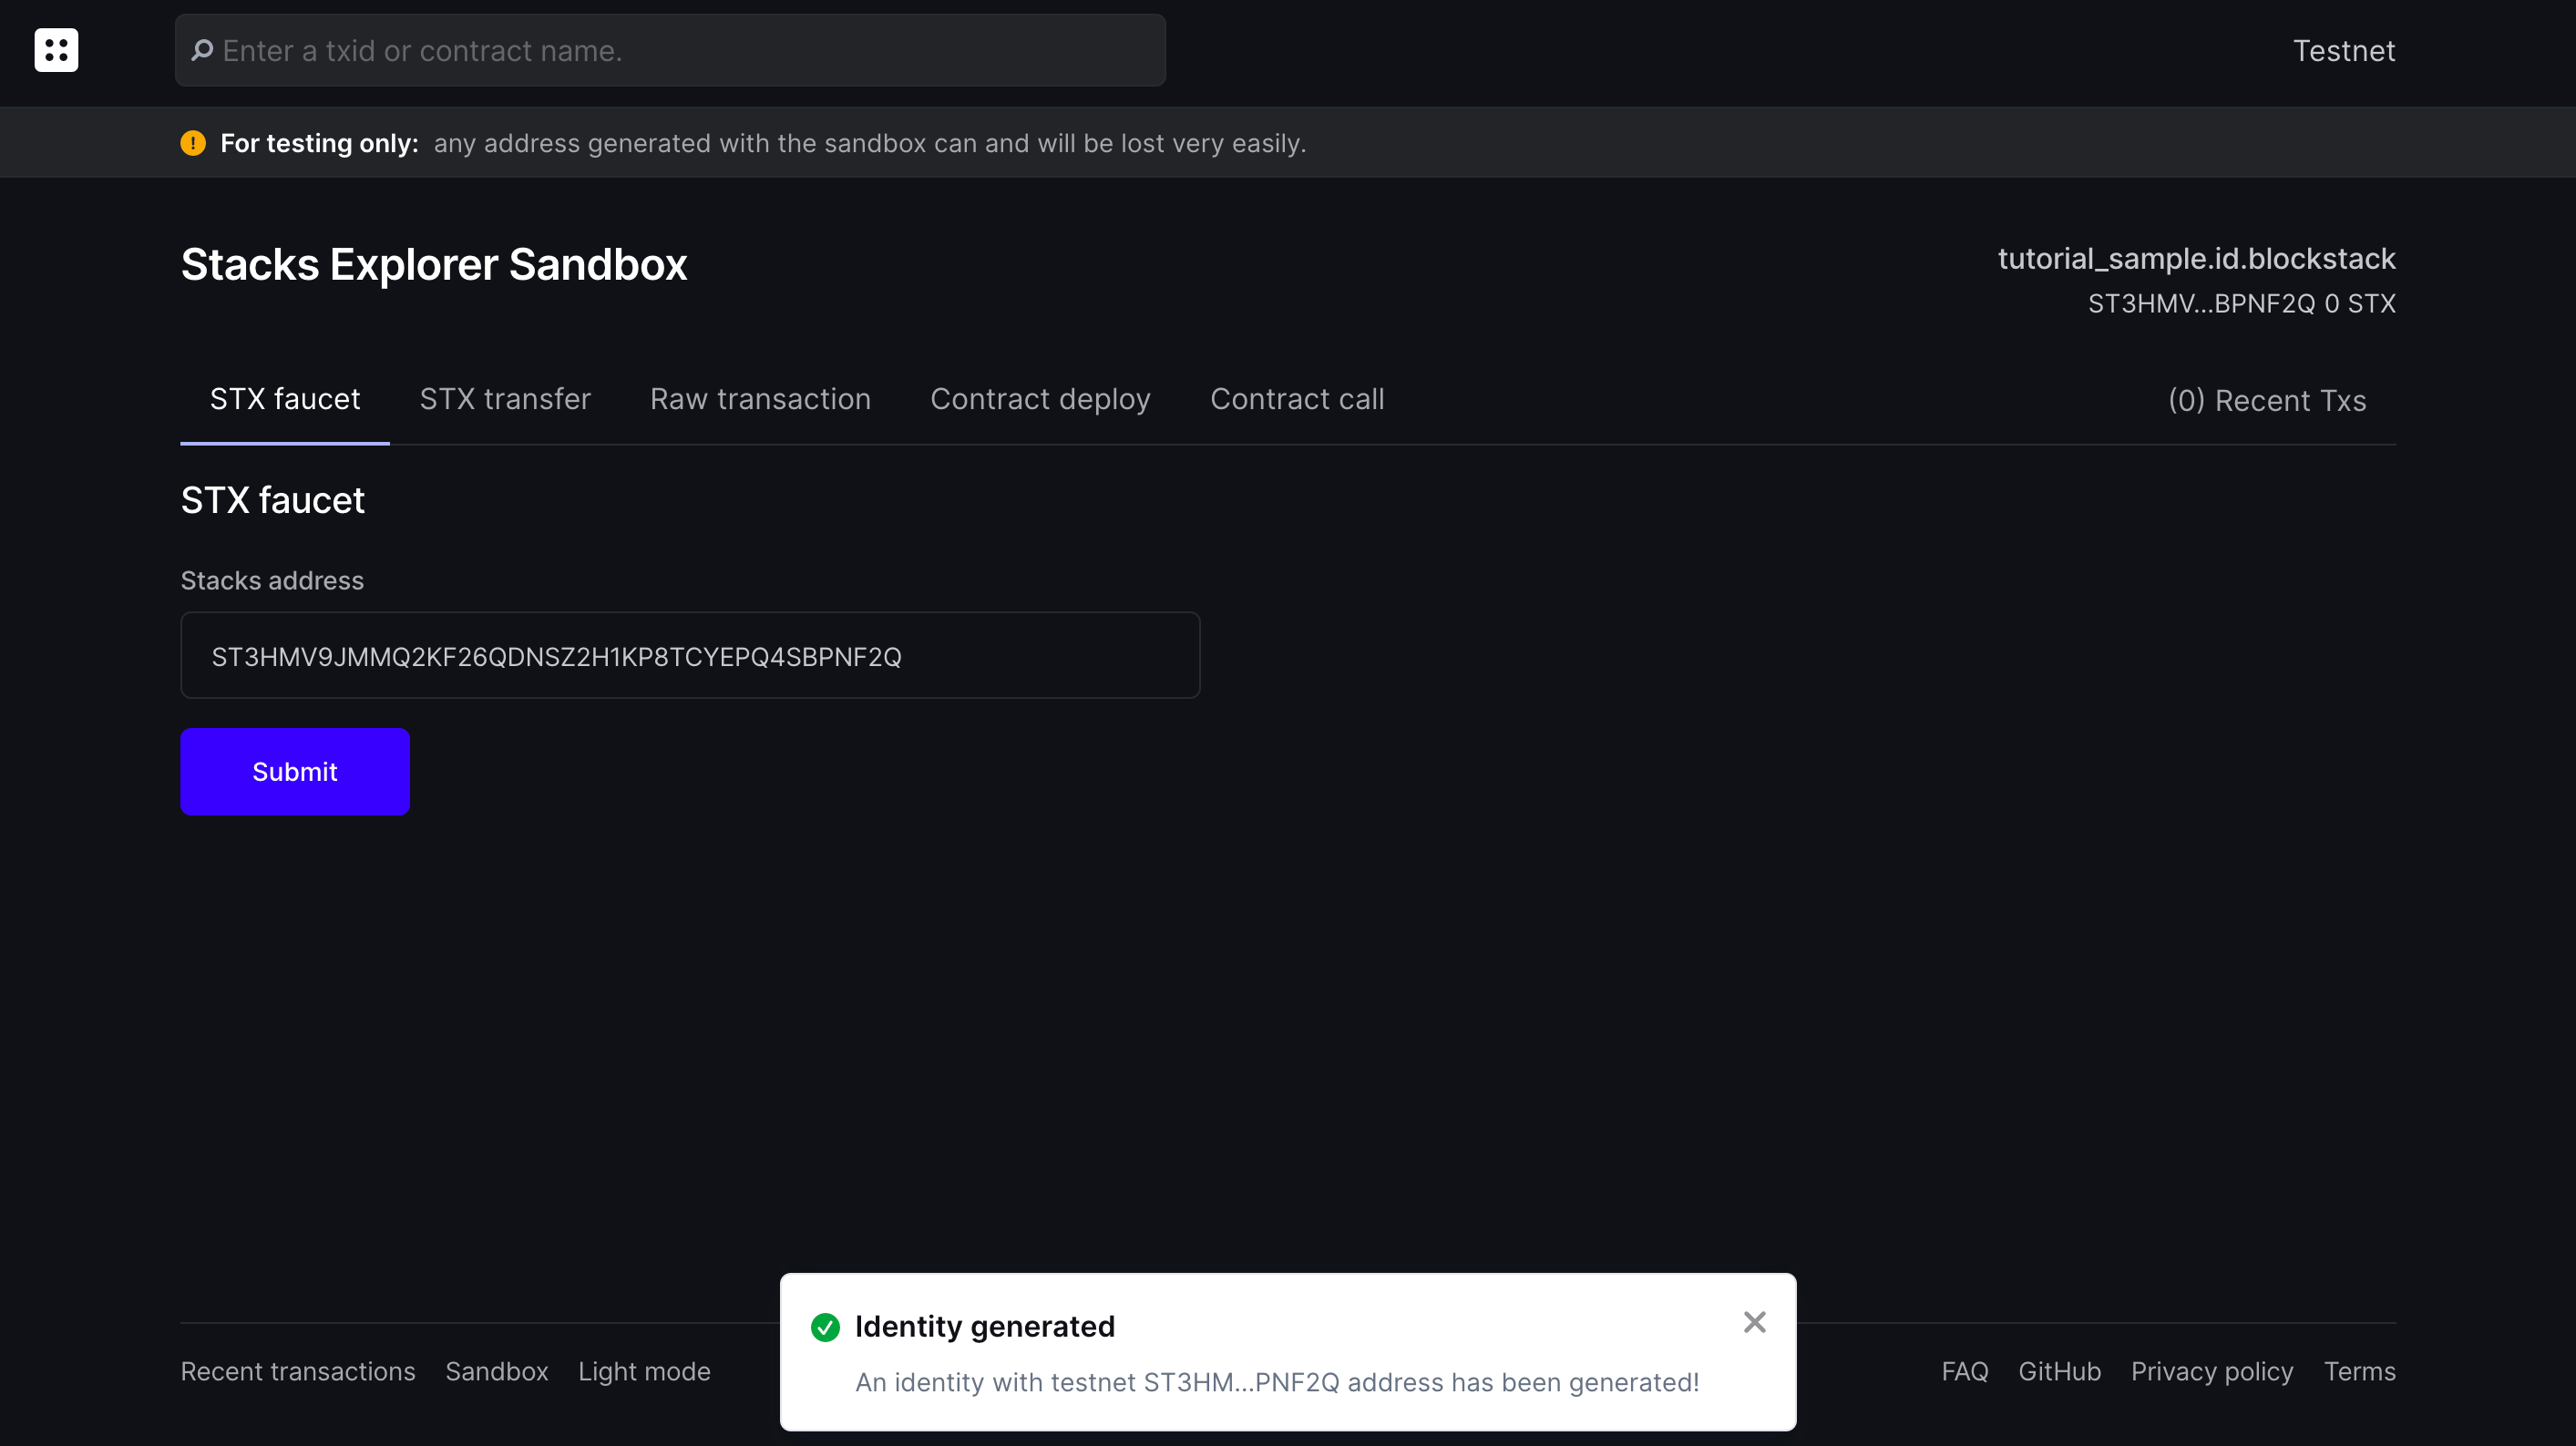 Enter a txid or contract name.
Testnet
For testing only: any address generated with the sandbox can and will be lost very easily.
Stacks Explorer Sandbox
tutorial_sample.id.blockstack
ST3HMV...BPNF2Q 0 STX
STX faucet STX transfer Raw transaction Contract deploy Contract call (0) Recent Txs
STX faucet
Stacks address
ST3HMV9JMMQ2KF26QDNSZ2H1KP8TCYEPQ4SBPNF2Q
Submit
Identity generated
An identity with testnet ST3HM...PNF2Q address has been generated!
Recent transactions Sandbox Light mode
FAQ GitHub Privacy policy Terms